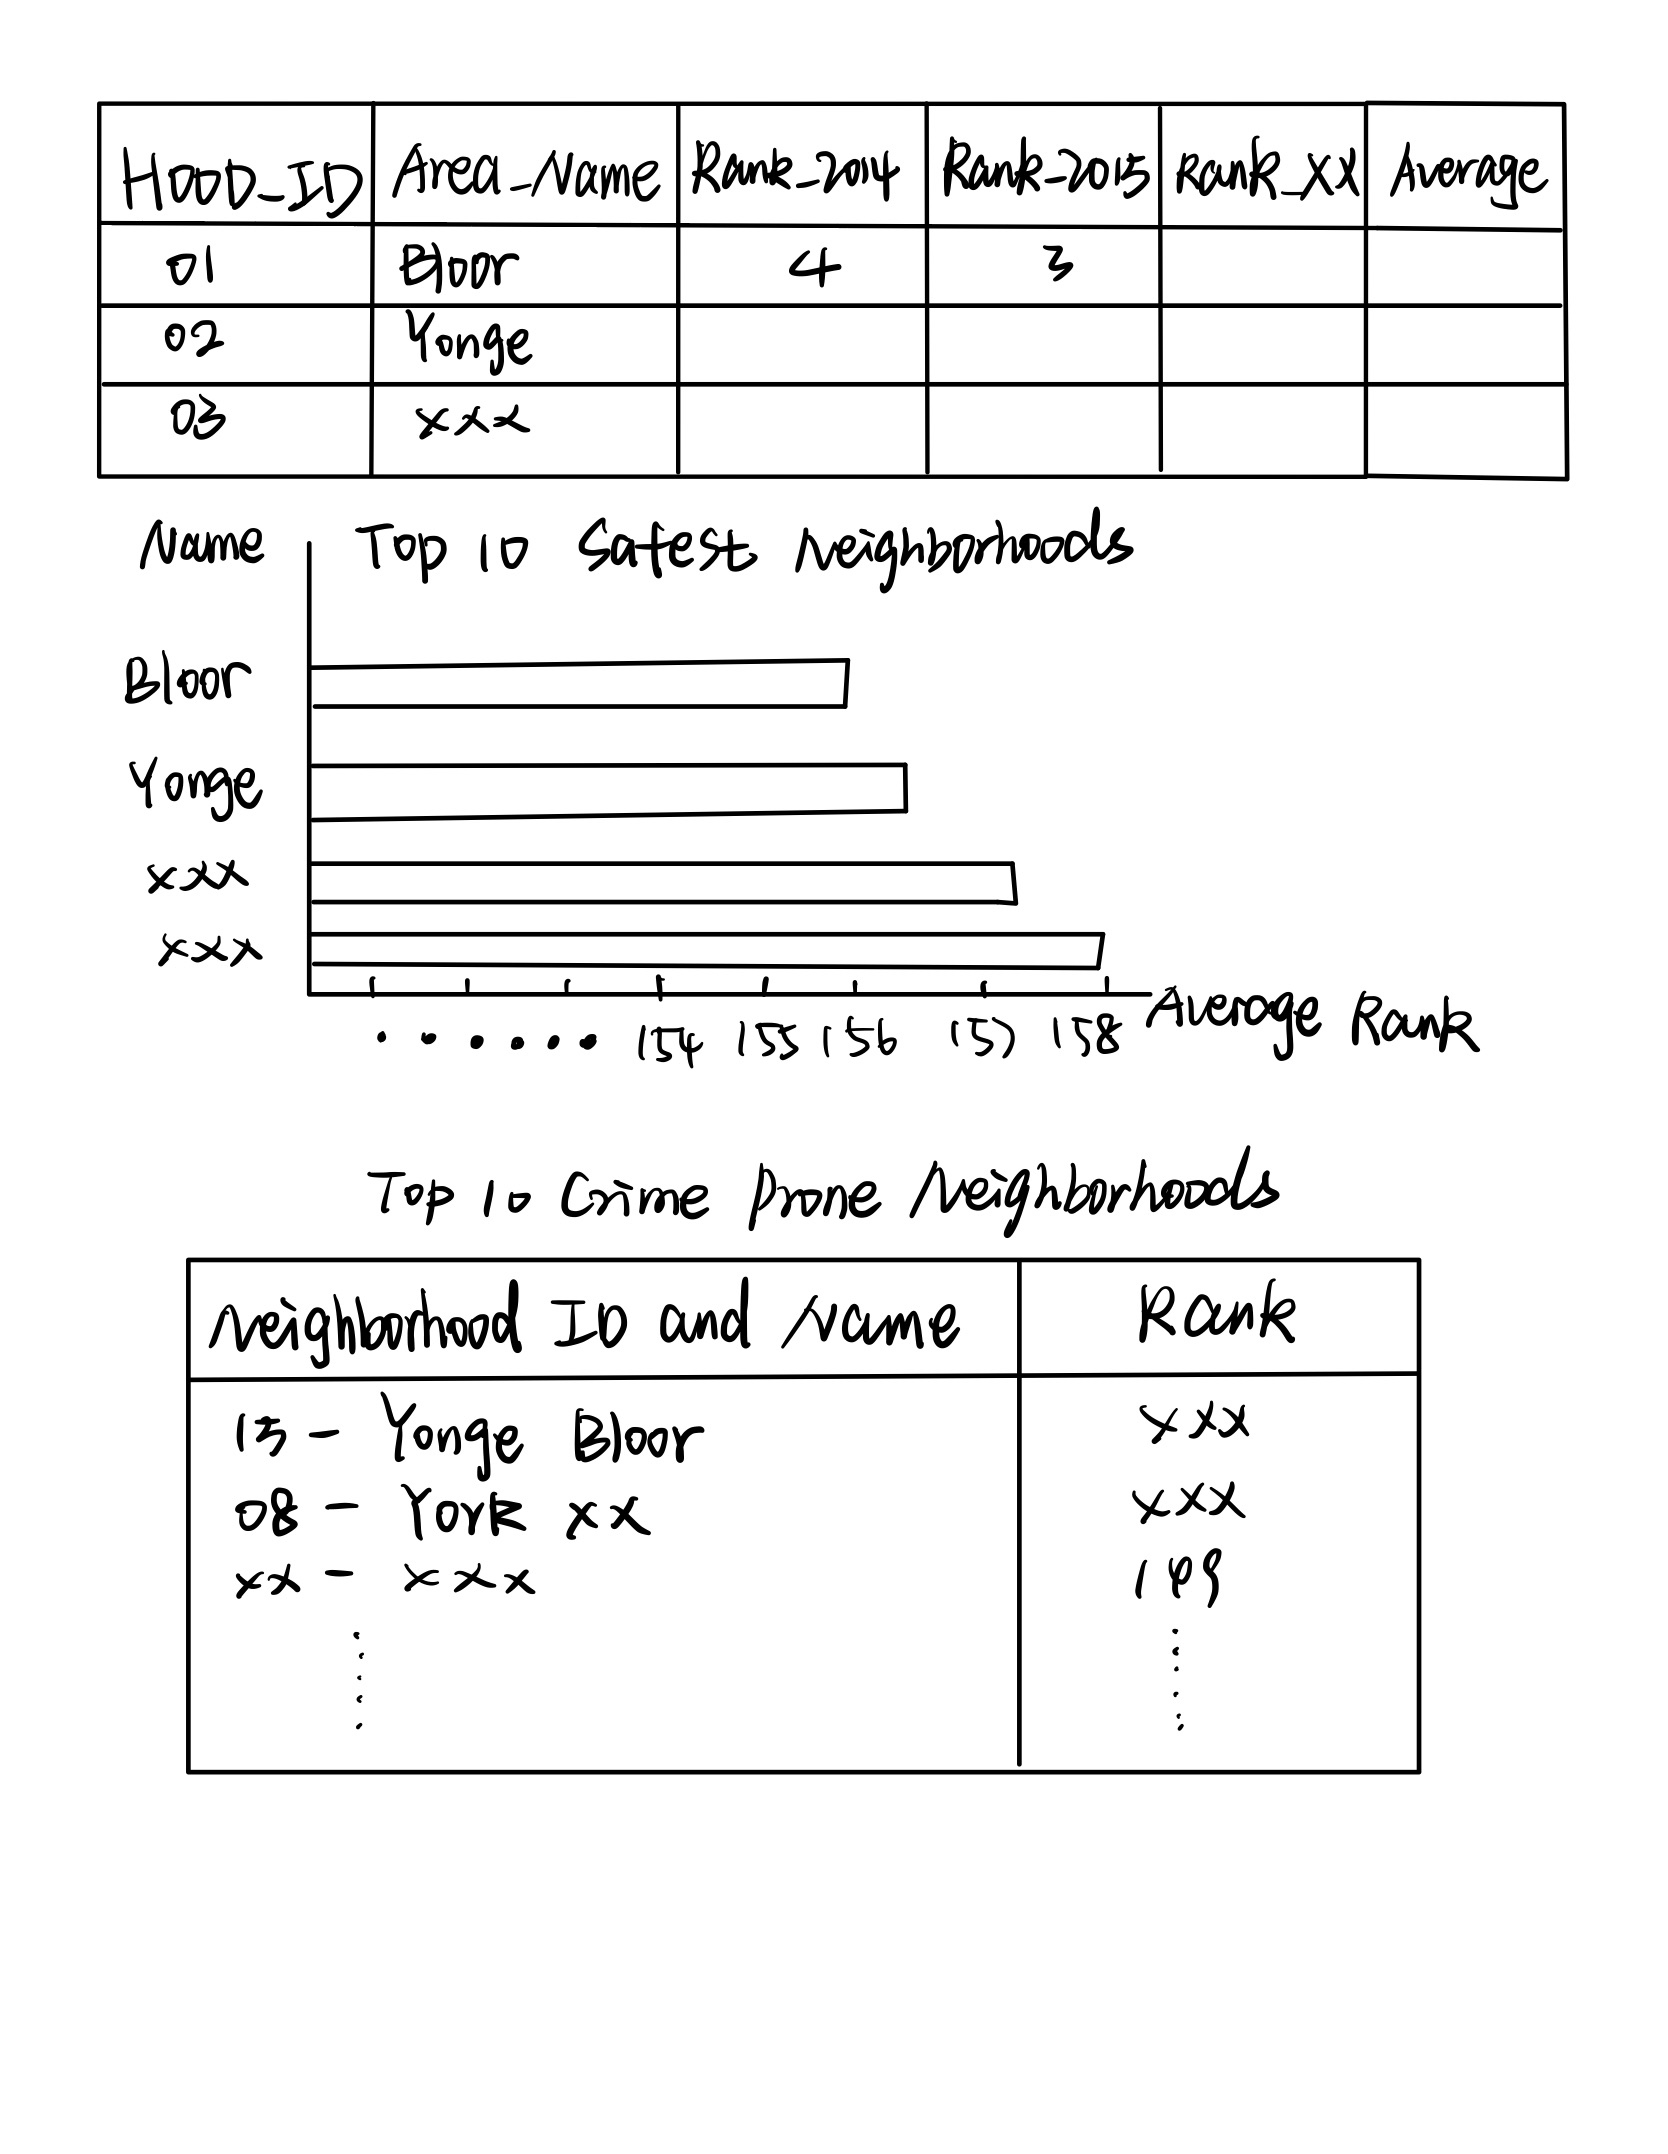 HOOD_ID Area_Name Rank_2014 Rank_2015 Rank_XX Average
01 Bloor 4 3
02 Yonge
03 xxx
Name Top 10 Safest Neighborhoods
Bloor
Yonge
xxx
xxx
154 155 156 157 158 Average Rank
Top 10 Crime Prone Neighborhoods
Neighborhood ID and Name Rank
13 - Yonge Bloor xxx
08 - York xx xxx
xx - xxx 149